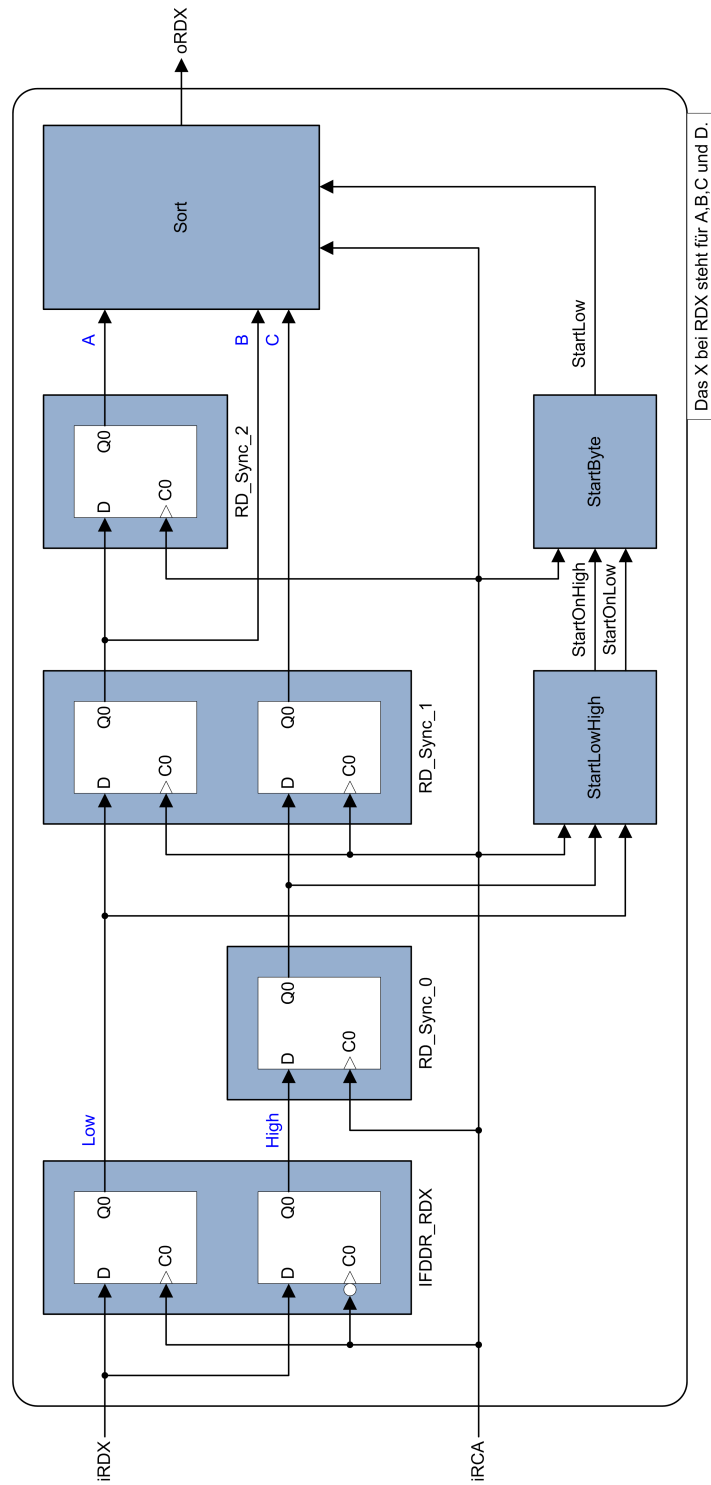 iRDX
iRCA
D
Q0
C0
D
Q0
C0
IFDDR_RDX
Low
High
D
Q0
C0
RD_Sync_0
D
Q0
C0
D
Q0
C0
RD_Sync_1
D
Q0
C0
RD_Sync_2
A
B
C
Sort
oRDX
StartLowHigh
StartOnHigh
StartOnLow
StartByte
StartLow
Das X bei RDX steht für A,B,C und D.